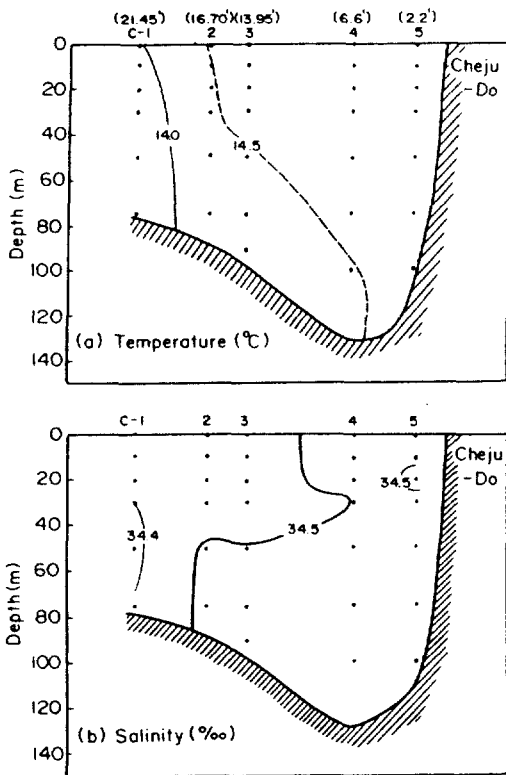 (21.45') (16.70')(13.95') (6.6') (2.2')
C-1 2 3 4 5
0
20
40
60
80
100
120
140
Depth (m)
Cheju
-Do
14.0
14.5
(a) Temperature (°C)
C-1 2 3 4 5
0
20
40
60
80
100
120
140
Depth (m)
Cheju
-Do
34.5
34.5
34.4
(b) Salinity (‰)